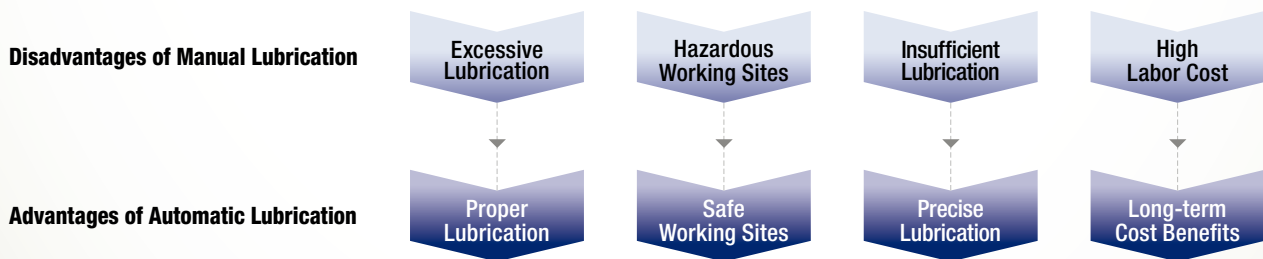 Disadvantages of Manual Lubrication
Excessive
Lubrication
Hazardous
Working Sites
Insufficient
Lubrication
High
Labor Cost
Advantages of Automatic Lubrication
Proper
Lubrication
Safe
Working Sites
Precise
Lubrication
Long-term
Cost Benefits